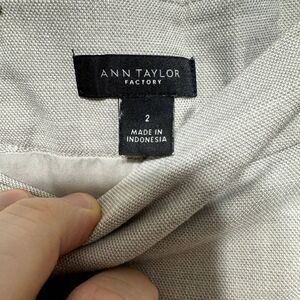 ANN TAYLOR
FACTORY
2
MADE IN
INDONESIA